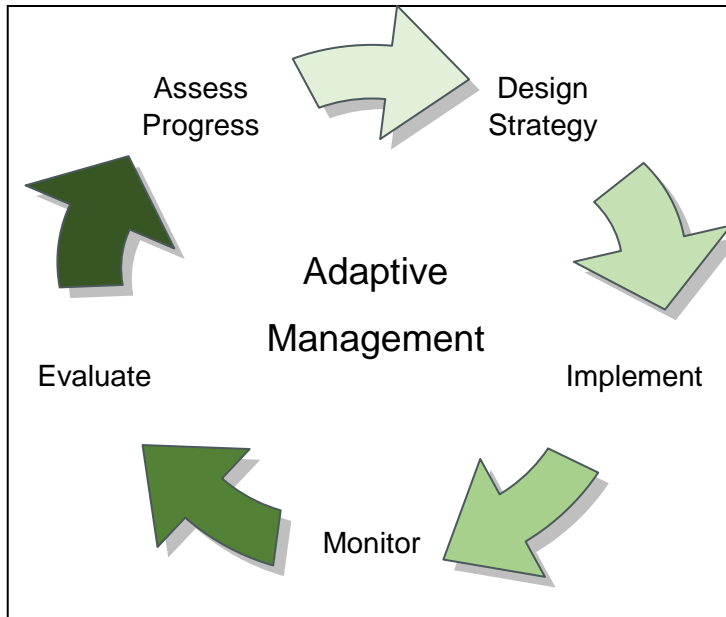 Assess
Progress
Design
Strategy
Adaptive
Management
Evaluate
Implement
Monitor